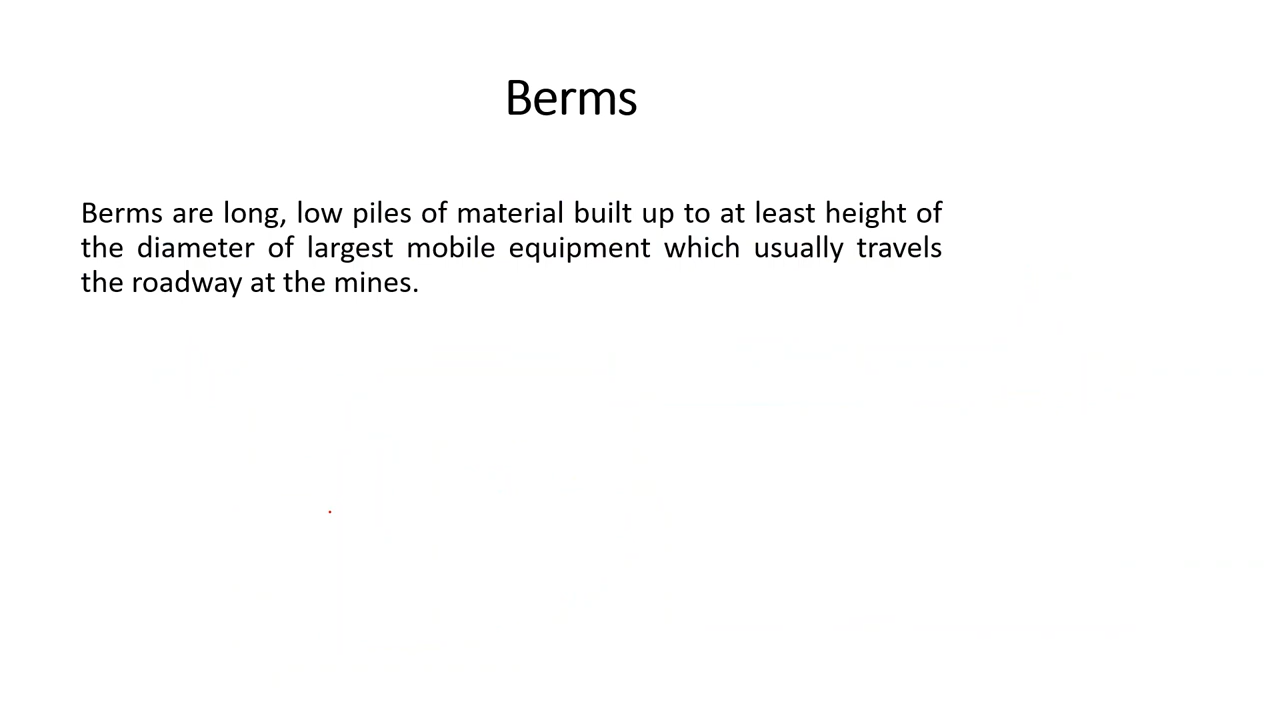 Berms
Berms are long, low piles of material built up to at least height of
the diameter of largest mobile equipment which usually travels
the roadway at the mines.